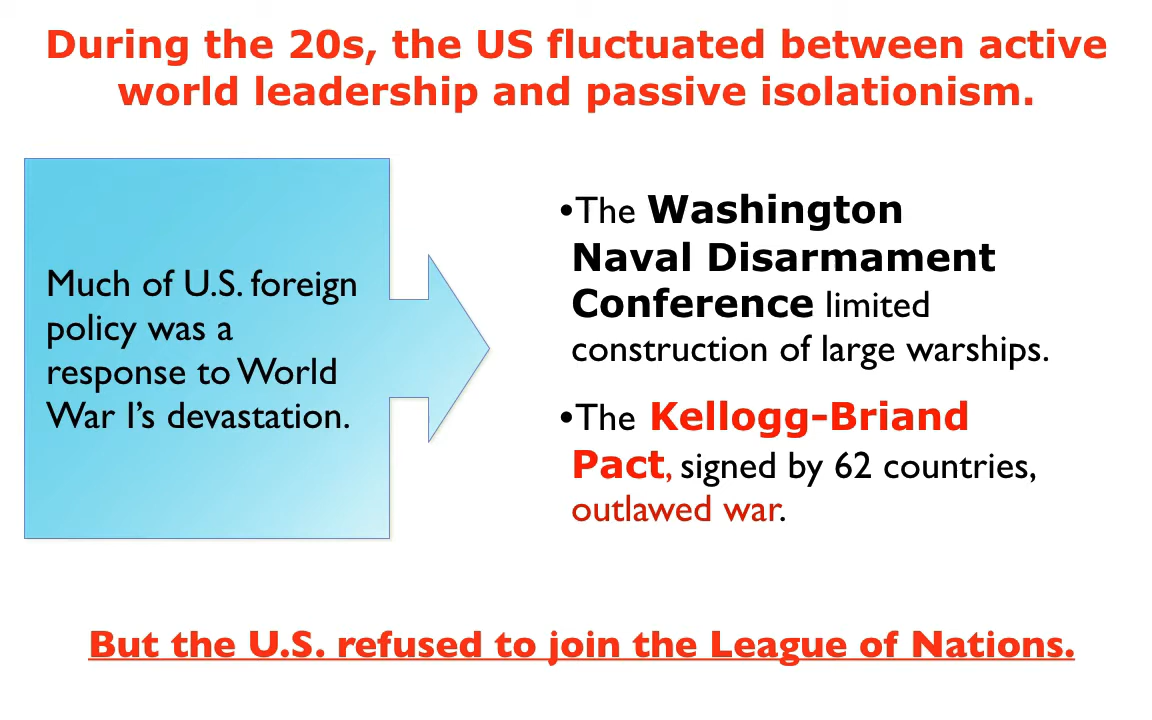 During the 20s, the US fluctuated between active
world leadership and passive isolationism.
Much of U.S. foreign
policy was a
response to World
War I’s devastation.
•The Washington
Naval Disarmament
Conference limited
construction of large warships.
•The Kellogg-Briand
Pact, signed by 62 countries,
outlawed war.
But the U.S. refused to join the League of Nations.